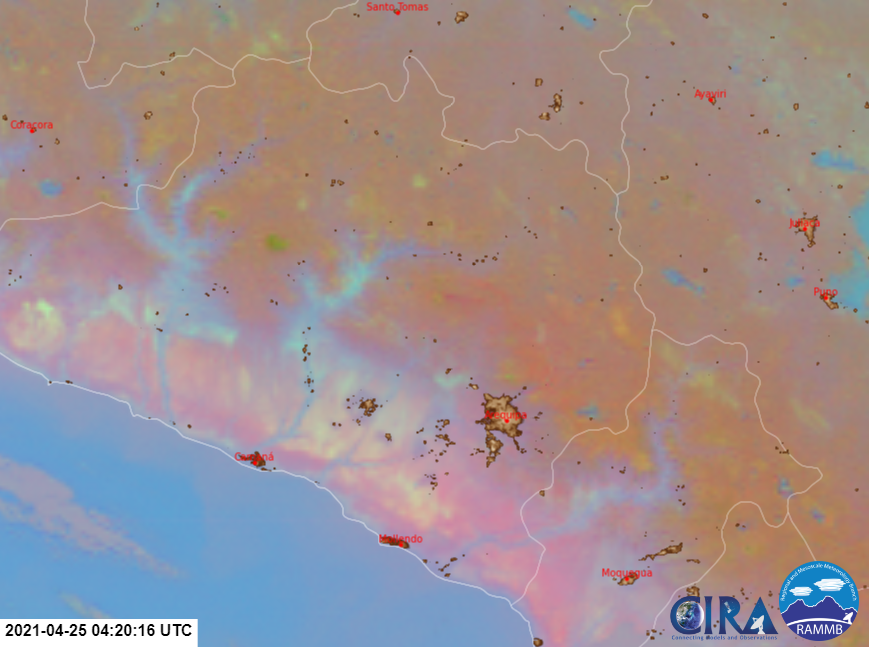 Santo Tomas
Ayaviri
Coracora
Juliaca
Puno
Arequipa
Camaná
Mollendo
Moquegua
CIRA
Connecting Models and Observations
Regional and Mesoscale Meteorology Branch
RAMMB
2021-04-25 04:20:16 UTC